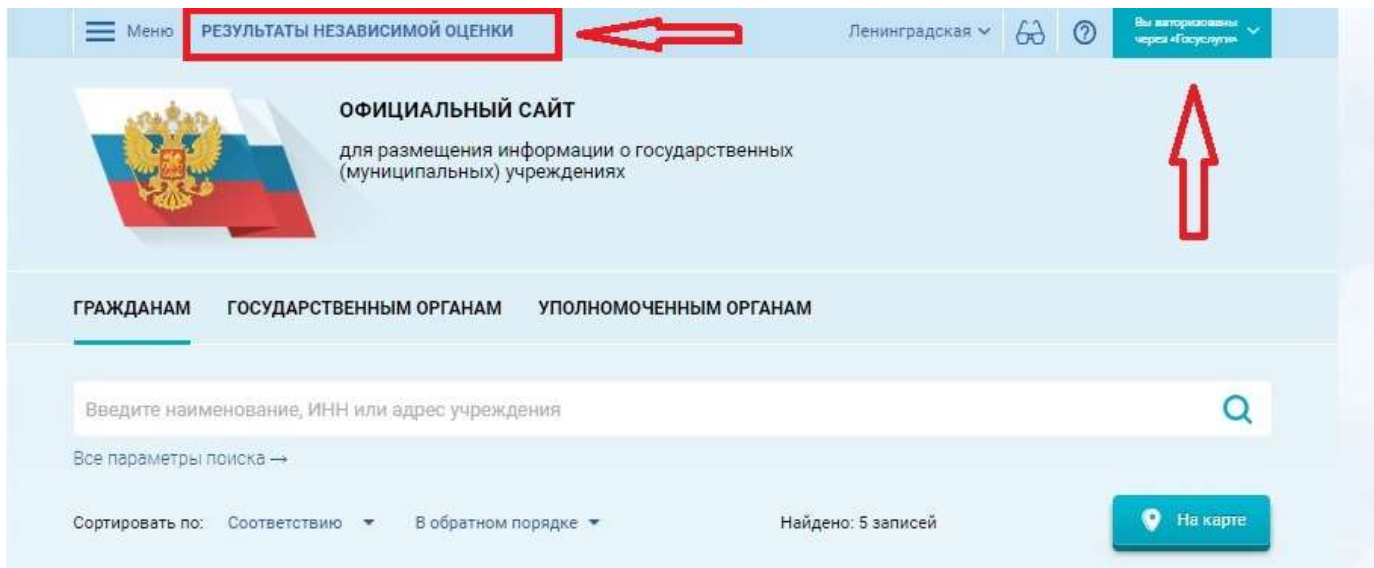 Меню РЕЗУЛЬТАТЫ НЕЗАВИСИМОЙ ОЦЕНКИ Ленинградская Вы авторизованы
через «Госуслуги»
ОФИЦИАЛЬНЫЙ САЙТ
для размещения информации о государственных
(муниципальных) учреждениях
ГРАЖДАНАМ ГОСУДАРСТВЕННЫМ ОРГАНАМ УПОЛНОМОЧЕННЫМ ОРГАНАМ
Введите наименование, ИНН или адрес учреждения
Все параметры поиска →
Сортировать по: Соответствию В обратном порядке Найдено: 5 записей На карте